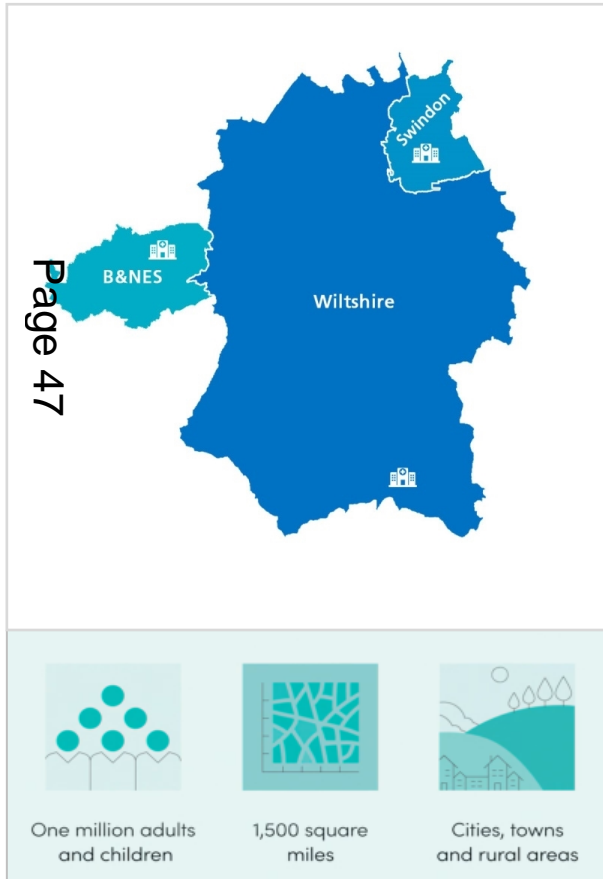 Swindon
B&NES
Wiltshire
Page 47
One million adults
and children
1,500 square
miles
Cities, towns
and rural areas